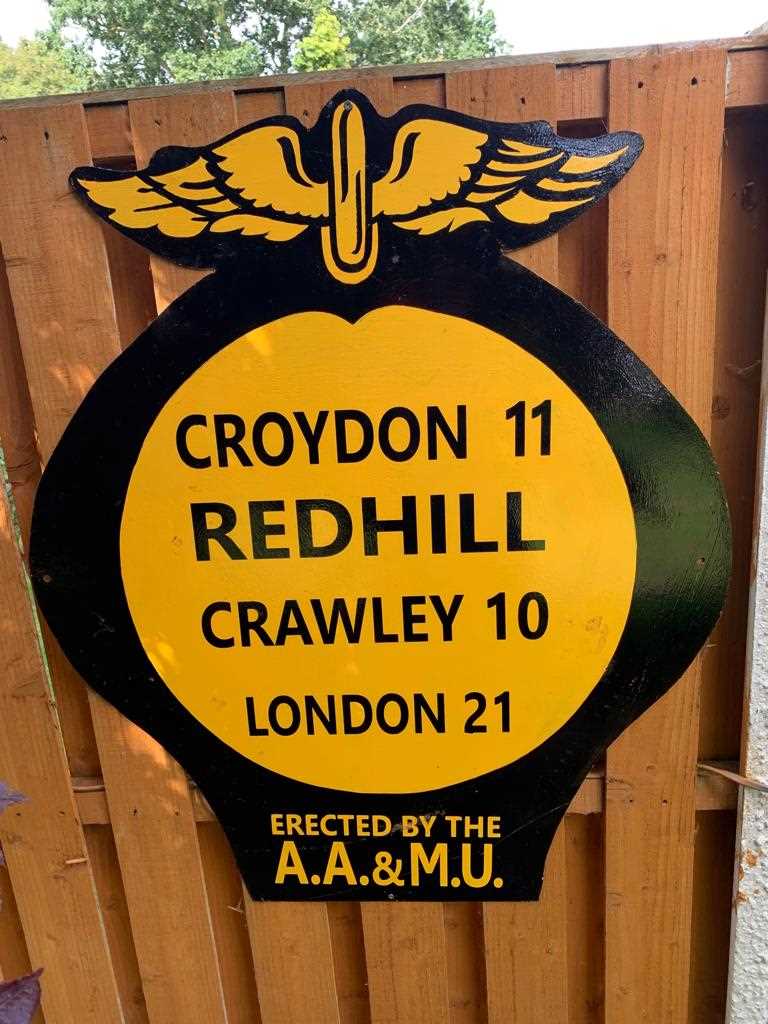 CROYDON 11
REDHILL
CRAWLEY 10
LONDON 21
ERECTED BY THE
A.A.&M.U.